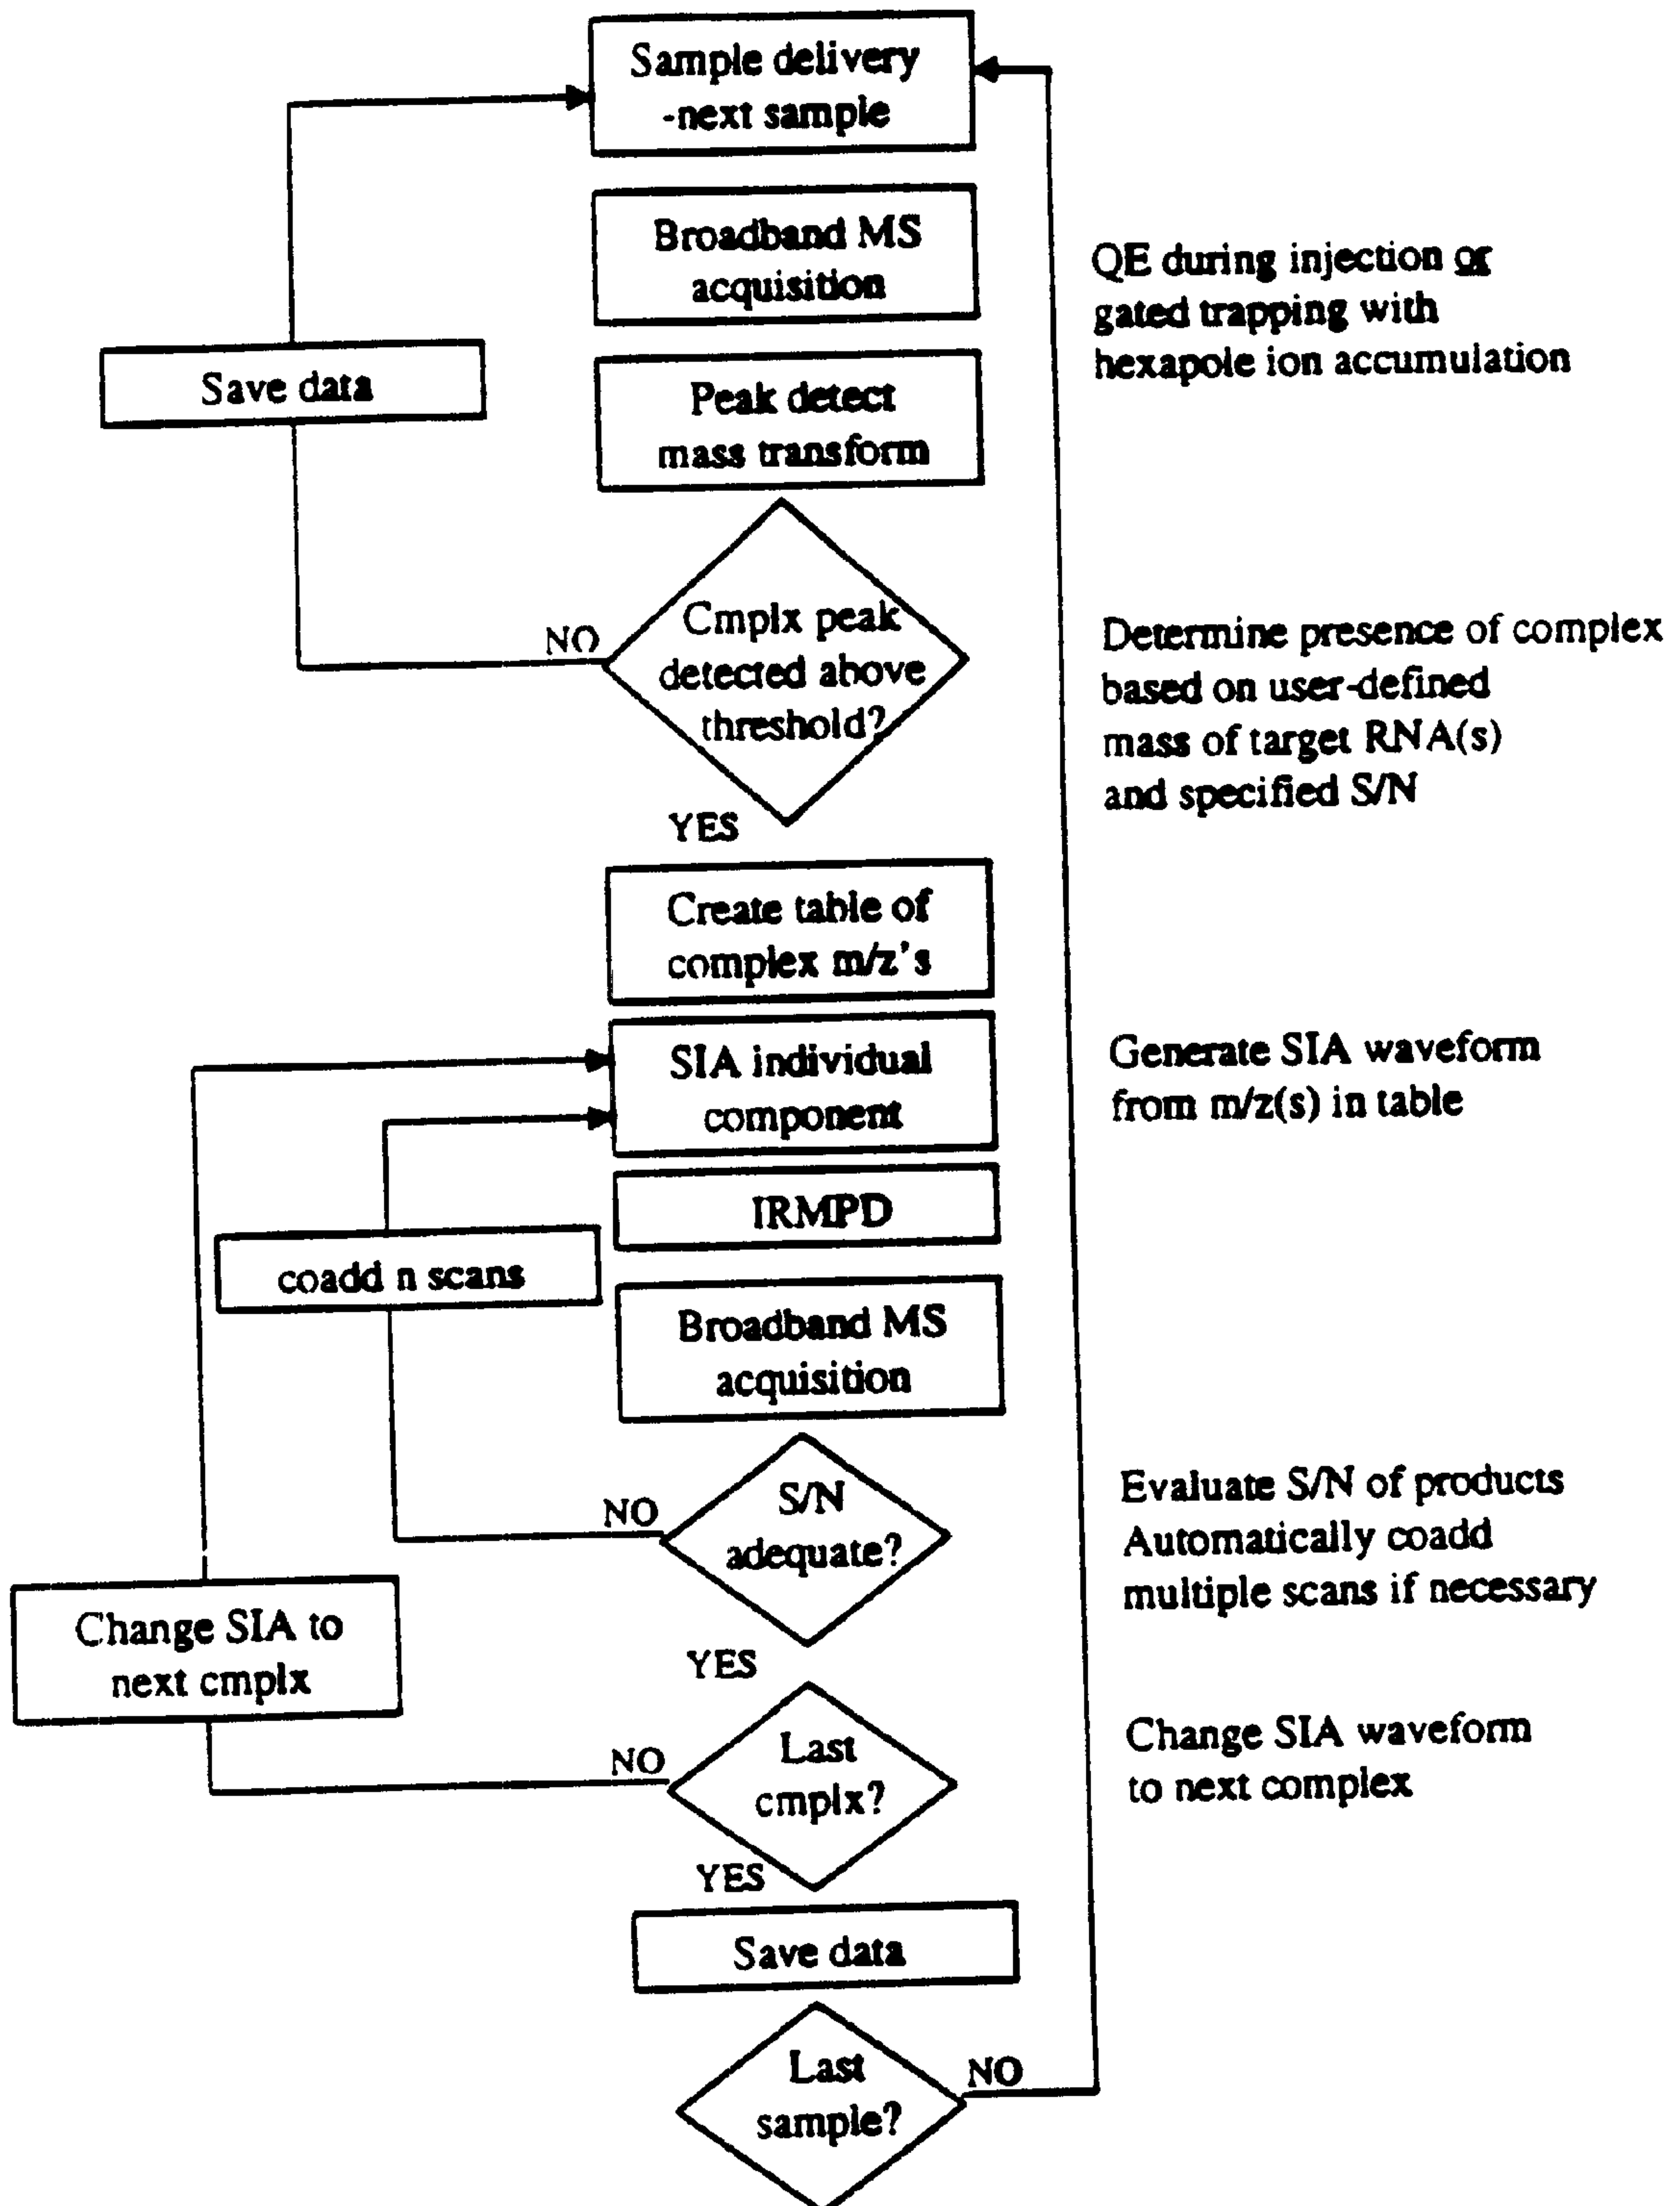 Sample delivery
-next sample
Broadband MS
acquisition
QE during injection or
gated trapping with
hexapole ion accumulation
Save data
Peak detect
mass transform
NO
Cmplx peak
detected above
threshold?
Determine presence of complex
based on user-defined
mass of target RNA(s)
and specified S/N
YES
Create table of
complex m/z's
SIA individual
component
Generate SIA waveform
from m/z(s) in table
IRMPD
coadd n scans
Broadband MS
acquisition
NO
S/N
adequate?
Evaluate S/N of products
Automatically coadd
multiple scans if necessary
Change SIA to
next cmplx
YES
NO
Last
cmplx?
Change SIA waveform
to next complex
YES
Save data
Last
sample?
NO